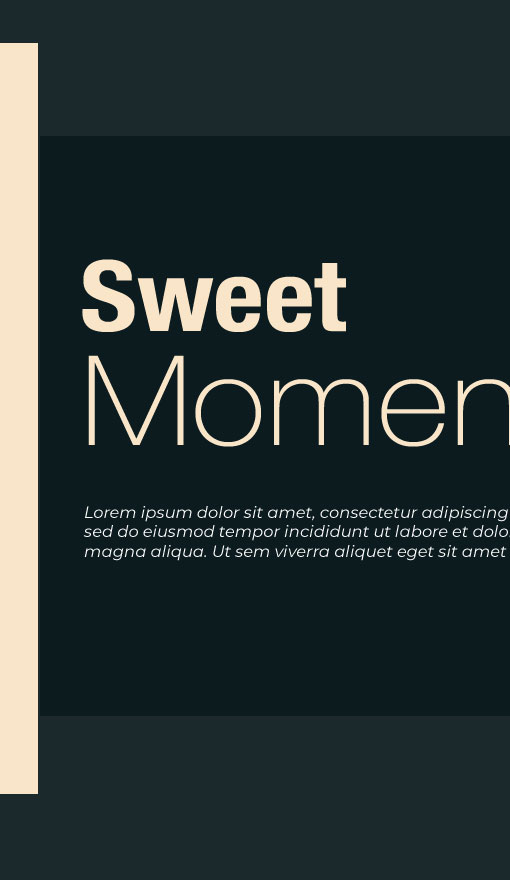 Sweet
Momen
Lorem ipsum dolor sit amet, consectetur adipiscing
sed do eiusmod tempor incididunt ut labore et dolo
magna aliqua. Ut sem viverra aliquet eget sit amet